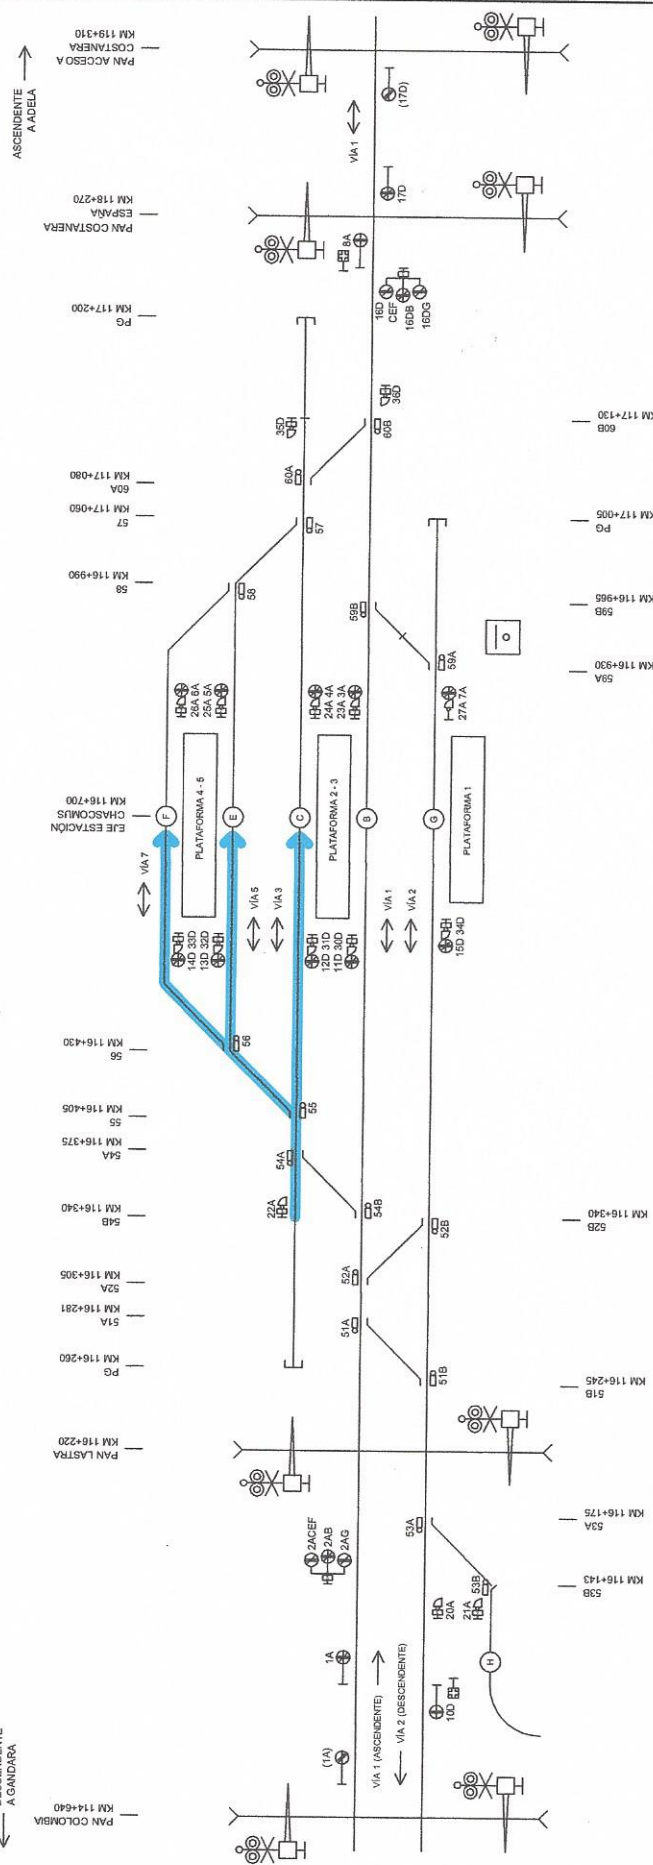 ASCENDENTE
A ADELA
PAN ACCESO A
COSTANERA
KM 119+310
(17D)
VÍA 1
17D
PAN COSTANERA
ESPAÑA
KM 118+270
8A
16D
CEF
16DB
16DG
PG
KM 117+200
35D
36D
60A
60B
60B
KM 117+130
60A
KM 117+080
57
KM 117+060
57
PG
KM 117+005
58
KM 116+990
58
59B
59B
KM 116+965
59A
59A
KM 116+930
26A 6A
25A 5A
24A 4A
23A 3A
27A 7A
EJE ESTACIÓN
CHASCOMUS
KM 116+700
F
E
C
B
G
PLATAFORMA 4 - 5
PLATAFORMA 2 - 3
PLATAFORMA 1
VÍA 7
VÍA 5
VÍA 3
VÍA 1
VÍA 2
14D 33D
13D 32D
12D 31D
11D 30D
15D 34D
56
KM 116+430
56
55
KM 116+405
55
54A
KM 116+375
54A
54B
KM 116+340
54B
22A
52B
52B
KM 116+340
52A
KM 116+305
52A
51A
KM 116+281
51A
PG
KM 116+260
51B
51B
KM 116+245
PAN LASTRA
KM 116+220
53A
53A
KM 116+175
53B
53B
KM 116+143
2ACEF
2AB
2AG
20A
21A
1A
H
10D
(1A)
VÍA 1 (ASCENDENTE)
VÍA 2 (DESCENDENTE)
PAN COLOMBIA
KM 114+640
A GANDARA